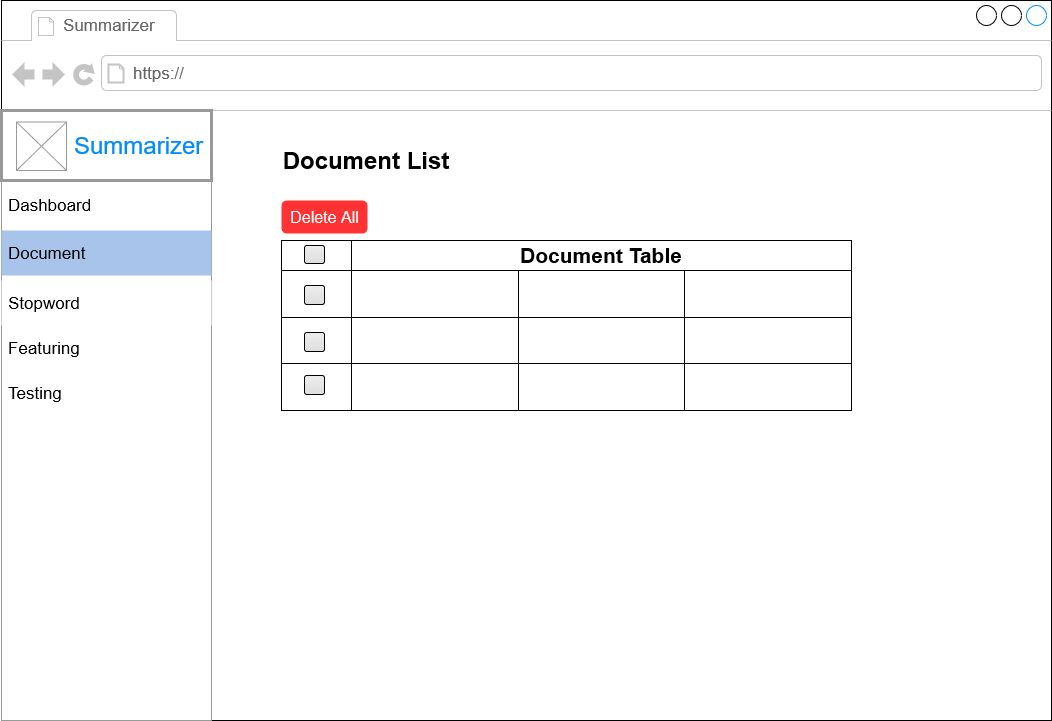 Summarizer
https://
Summarizer
Dashboard
Document
Stopword
Featuring
Testing
Document List
Delete All
Document Table